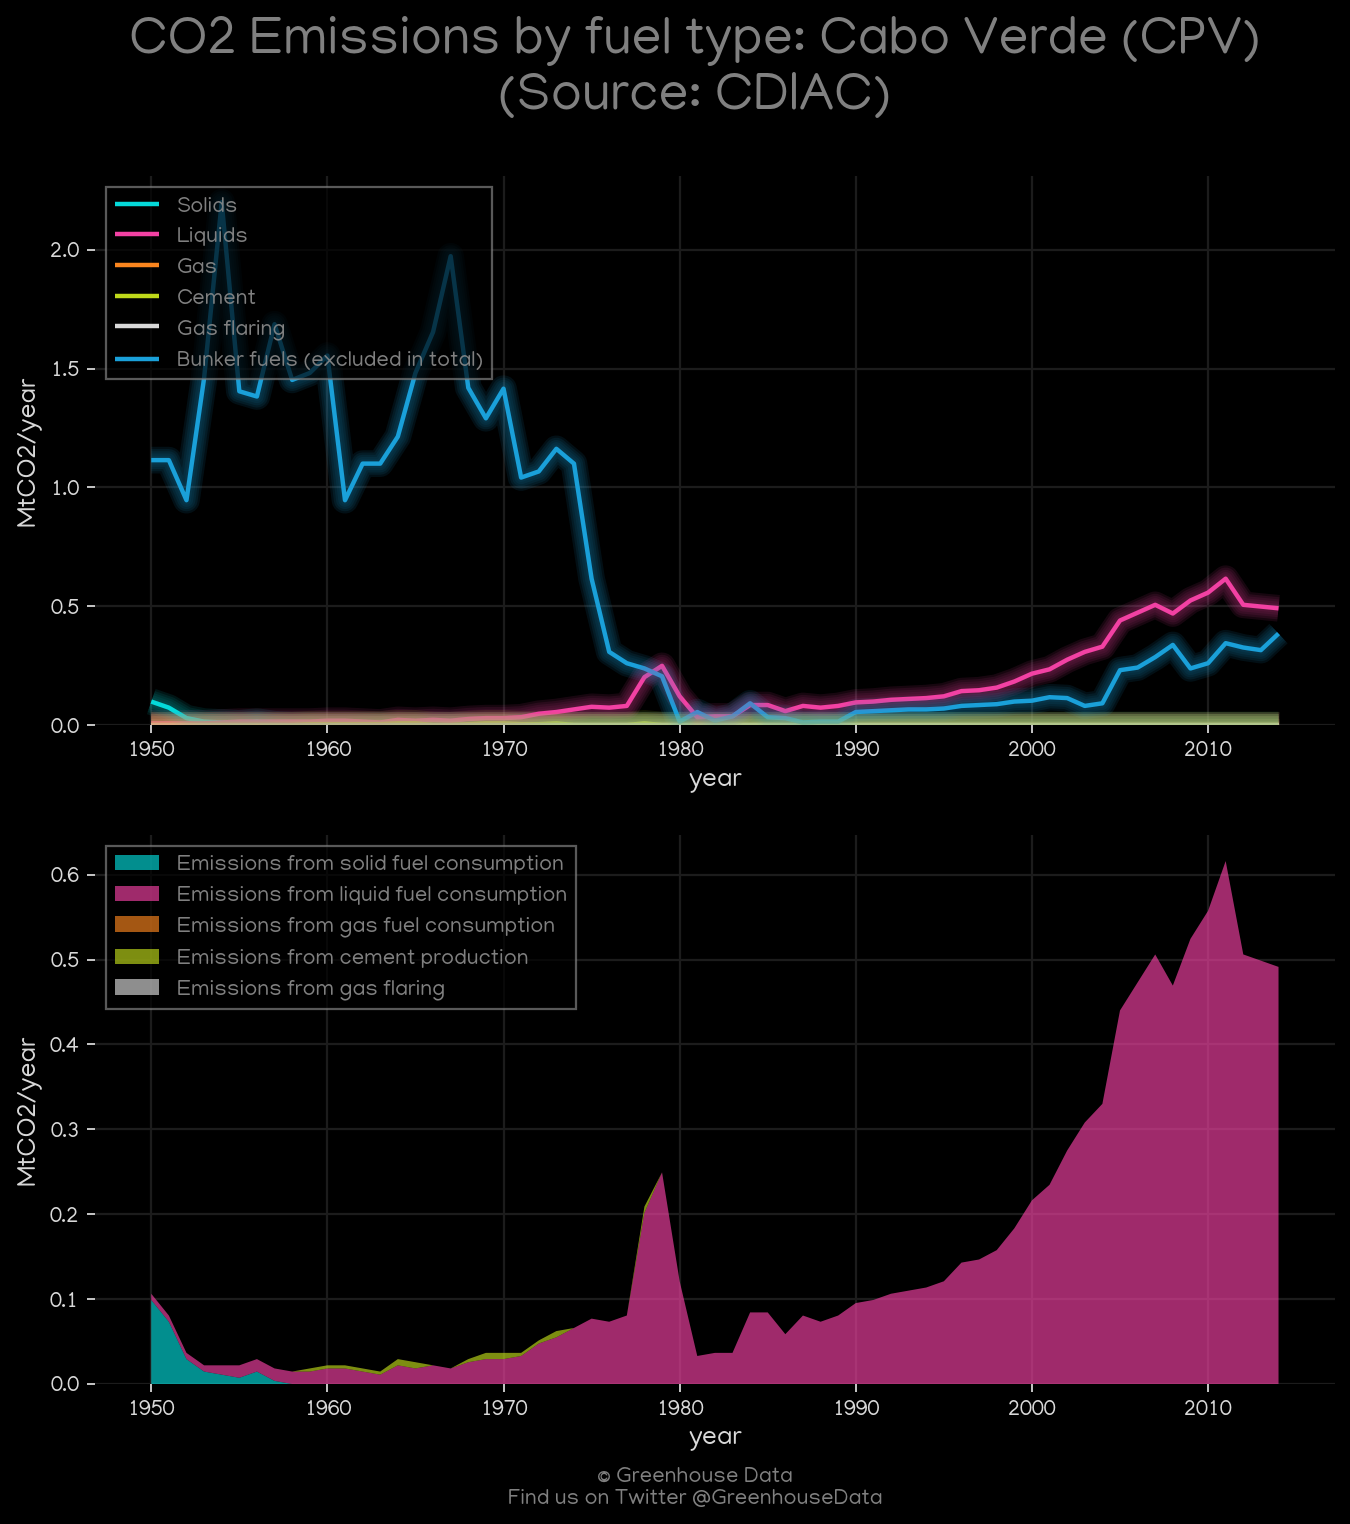 CO2 Emissions by fuel type: Cabo Verde (CPV)
(Source: CDIAC)
Solids
Liquids
Gas
Cement
Gas flaring
Bunker fuels (excluded in total)
2.0
1.5
1.0
0.5
0.0
MtCO2/year
1950 1960 1970 1980 1990 2000 2010
year
Emissions from solid fuel consumption
Emissions from liquid fuel consumption
Emissions from gas fuel consumption
Emissions from cement production
Emissions from gas flaring
0.6
0.5
0.4
0.3
0.2
0.1
0.0
MtCO2/year
1950 1960 1970 1980 1990 2000 2010
year
© Greenhouse Data
Find us on Twitter @GreenhouseData